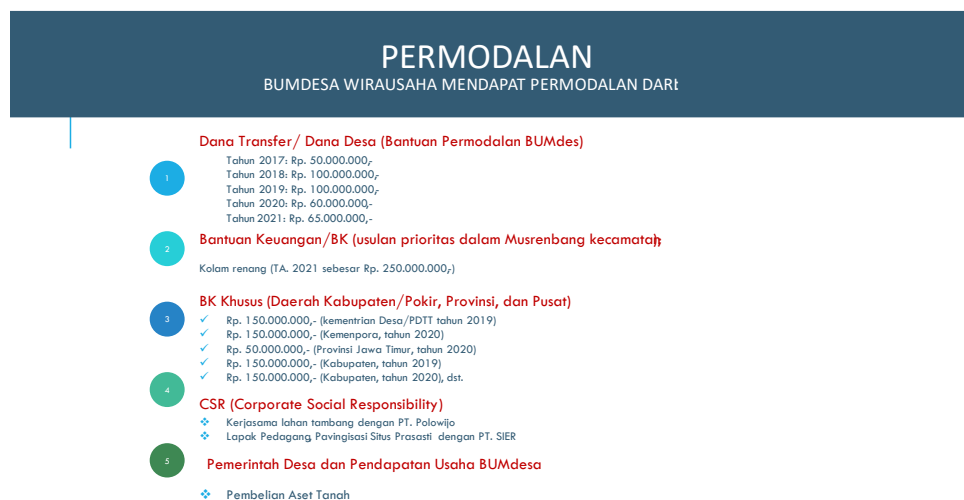 PERMODALAN
BUMDESA WIRAUSAHA MENDAPAT PERMODALAN DARI:
1
Dana Transfer/ Dana Desa (Bantuan Permodalan BUMdes)
Tahun 2017: Rp. 50.000.000,-
Tahun 2018: Rp. 100.000.000,-
Tahun 2019: Rp. 100.000.000,-
Tahun 2020: Rp. 60.000.000,-
Tahun 2021: Rp. 65.000.000,-
2
Bantuan Keuangan/BK (usulan prioritas dalam Musrenbang kecamatan);
Kolam renang (TA. 2021 sebesar Rp. 250.000.000,-)
3
BK Khusus (Daerah Kabupaten/Pokir, Provinsi, dan Pusat)
Rp. 150.000.000,- (kementrian Desa/PDTT tahun 2019)
Rp. 150.000.000,- (Kemenpora, tahun 2020)
Rp. 50.000.000,- (Provinsi Jawa Timur, tahun 2020)
Rp. 150.000.000,- (Kabupaten, tahun 2019)
Rp. 150.000.000,- (Kabupaten, tahun 2020), dst.
4
CSR (Corporate Social Responsibility)
Kerjasama lahan tambang dengan PT. Polowijo
Lapak Pedagang, Pavingisasi Situs Prasasti dengan PT. SIER
5
Pemerintah Desa dan Pendapatan Usaha BUMdesa
Pembelian Aset Tanah